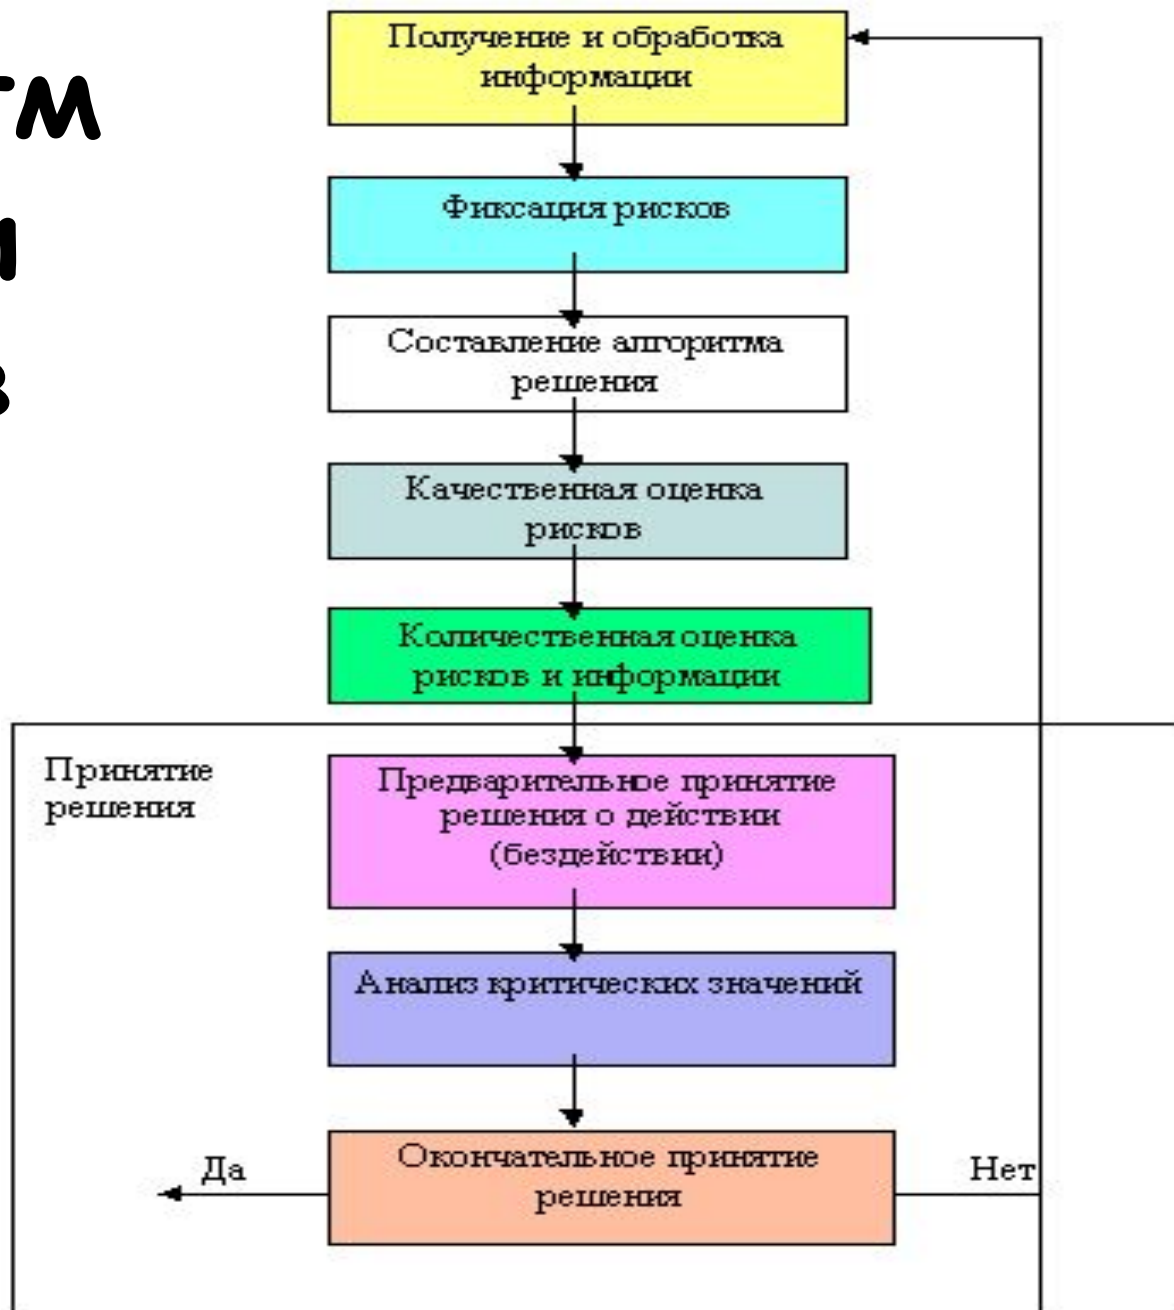 Получение и обработка
информации
Фиксация рисков
Составление алгоритма
решения
Качественная оценка
рисков
Количественная оценка
рисков и информации
Принятие
решения
Предварительное принятие
решения о действии
(бездействии)
Анализ критических значений
Окончательное принятие
решения
Да
Нет